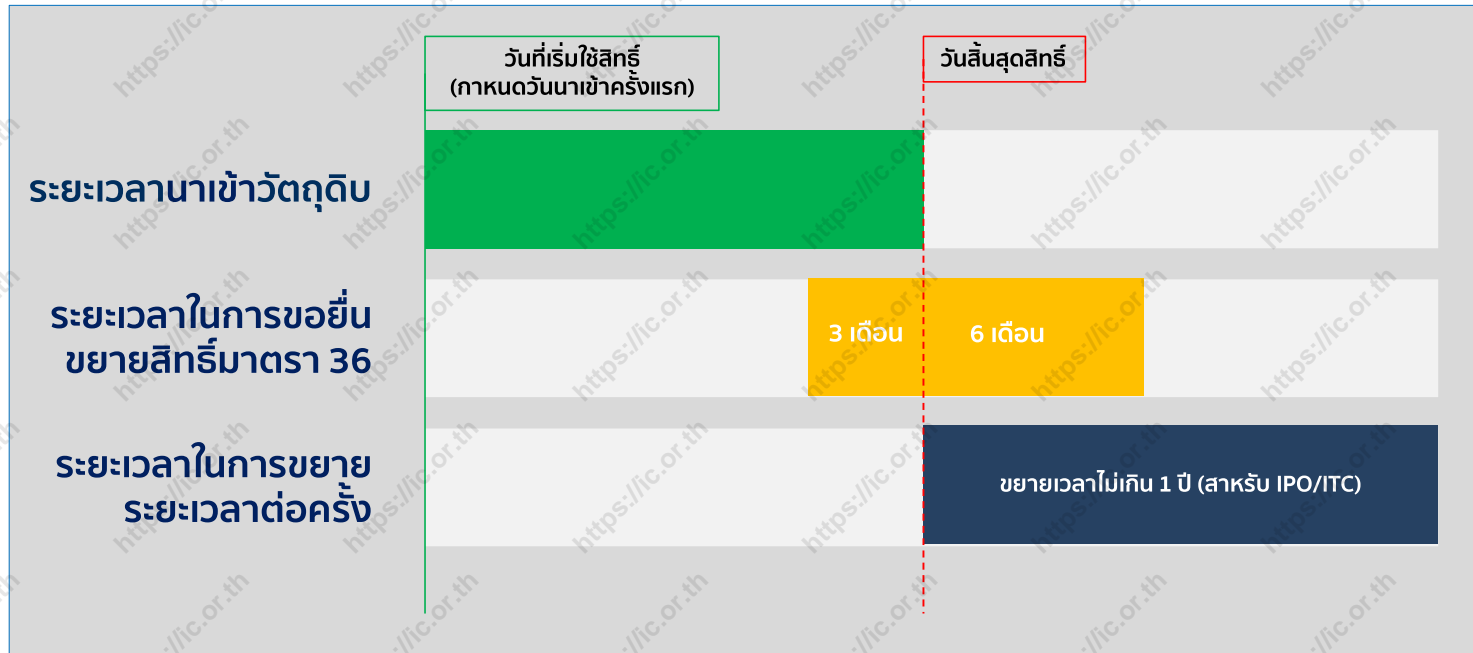 วันที่เริ่มใช้สิทธิ์
(กาหนดวันนาเข้าครั้งแรก)
วันสิ้นสุดสิทธิ์
ระยะเวลานาเข้าวัตถุดิบ
ระยะเวลาในการขอยื่น
ขยายสิทธิ์มาตรา 36
3 เดือน
6 เดือน
ระยะเวลาในการขยาย
ระยะเวลาต่อครั้ง
ขยายเวลาไม่เกิน 1 ปี (สาหรับ IPO/ITC)
https://ic.or.th